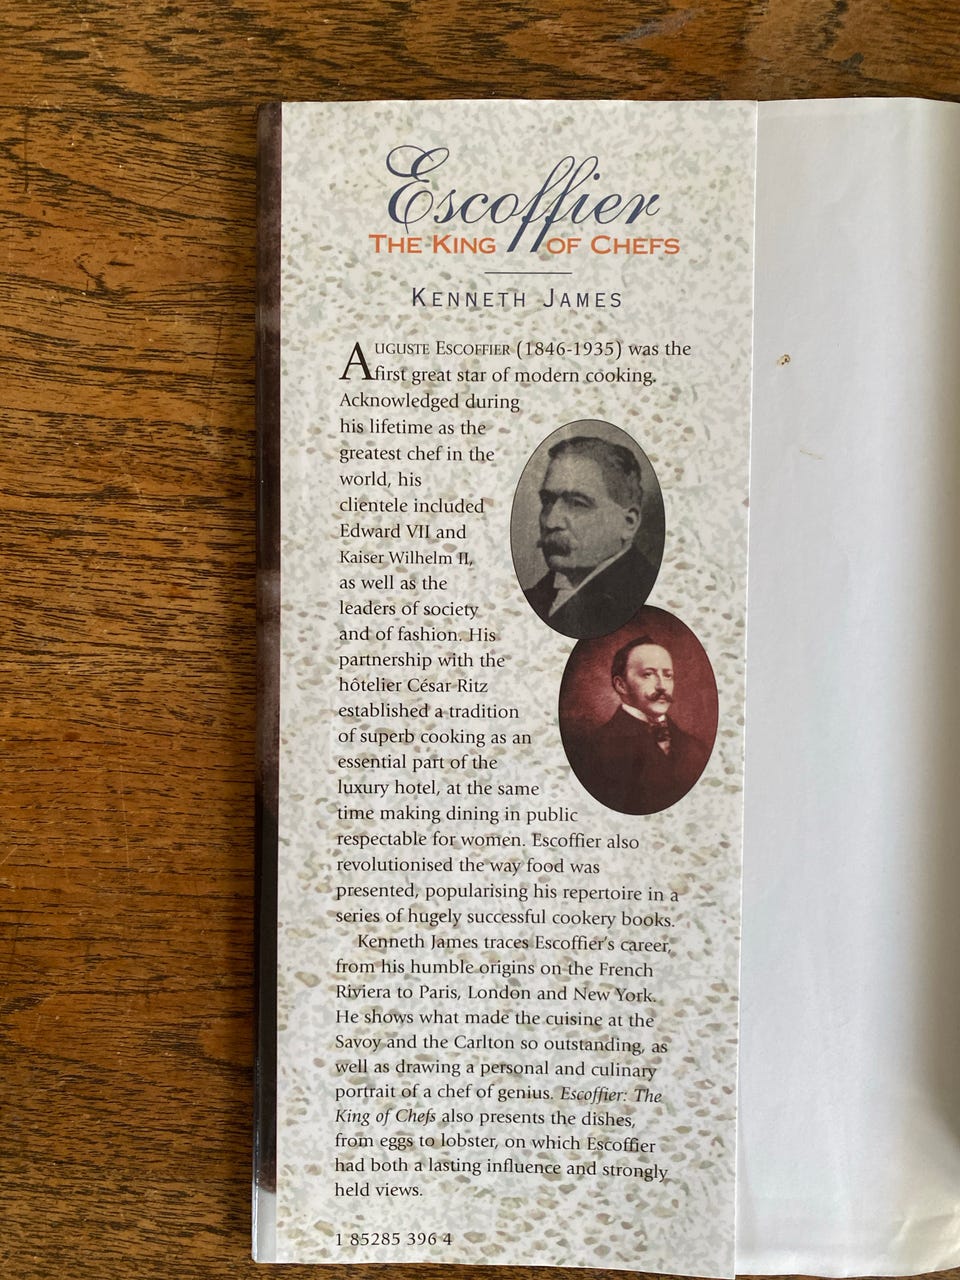 Escoffier
THE KING OF CHEFS
KENNETH JAMES
AUGUSTE ESCOFFIER (1846-1935) was the
first great star of modern cooking.
Acknowledged during
his lifetime as the
greatest chef in the
world, his
clientele included
Edward VII and
Kaiser Wilhelm II,
as well as the
leaders of society
and of fashion. His
partnership with the
hôtelier César Ritz
established a tradition
of superb cooking as an
essential part of the
luxury hotel, at the same
time making dining in public
respectable for women. Escoffier also
revolutionised the way food was
presented, popularising his repertoire in a
series of hugely successful cookery books.
Kenneth James traces Escoffier's career,
from his humble origins on the French
Riviera to Paris, London and New York.
He shows what made the cuisine at the
Savoy and the Carlton so outstanding, as
well as drawing a personal and culinary
portrait of a chef of genius. Escoffier: The
King of Chefs also presents the dishes,
from eggs to lobster, on which Escoffier
had both a lasting influence and strongly
held views.
1 85285 396 4